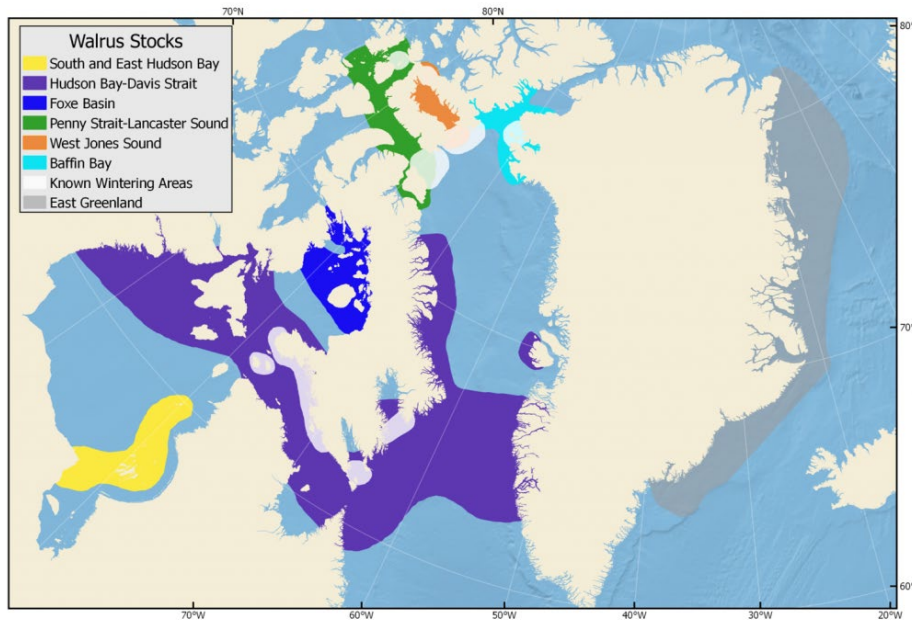 70°N
80°N
80°
Walrus Stocks
South and East Hudson Bay
Hudson Bay-Davis Strait
Foxe Basin
Penny Strait-Lancaster Sound
West Jones Sound
Baffin Bay
Known Wintering Areas
East Greenland
70°
60°
70°W
60°W
50°W
40°W
30°W
20°W